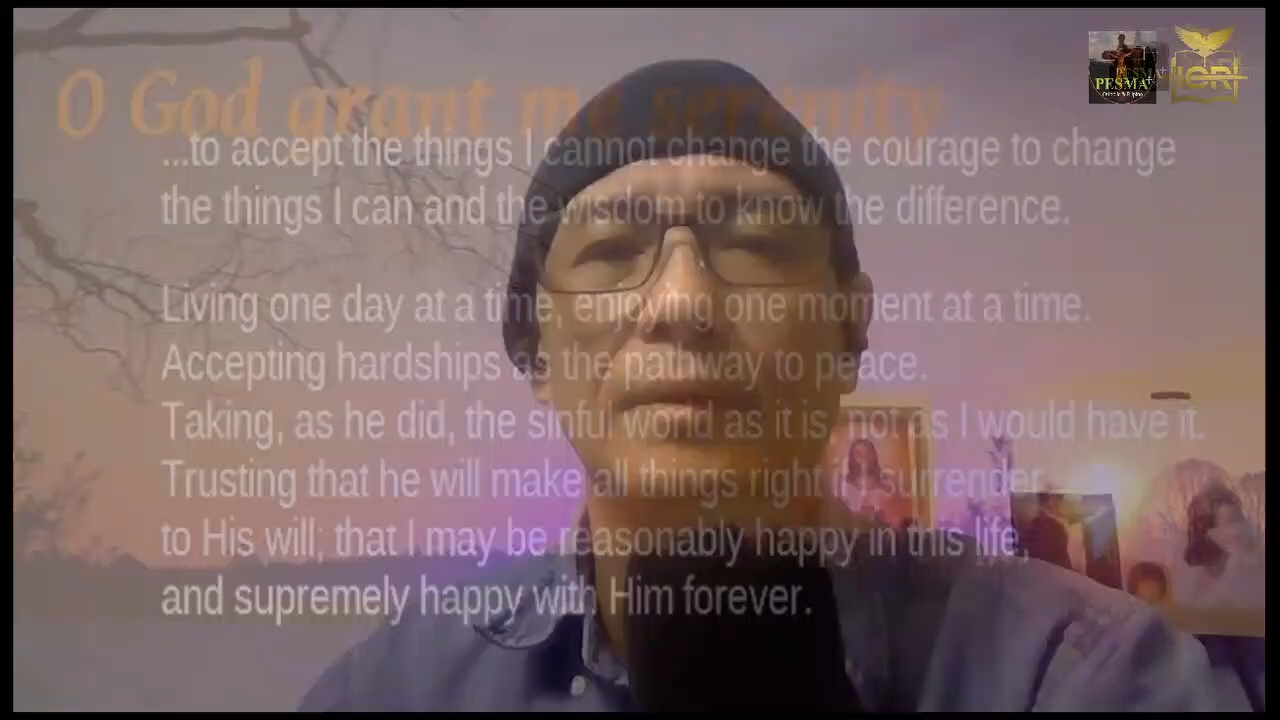 O God grant me serenity
...to accept the things I cannot change the courage to change
the things I can and the wisdom to know the difference.
Living one day at a time, enjoying one moment at a time.
Accepting hardships as the pathway to peace.
Taking, as he did, the sinful world as it is, not as I would have it.
Trusting that he will make all things right if I surrender
to His will; that I may be reasonably happy in this life,
and supremely happy with Him forever.
PESMA